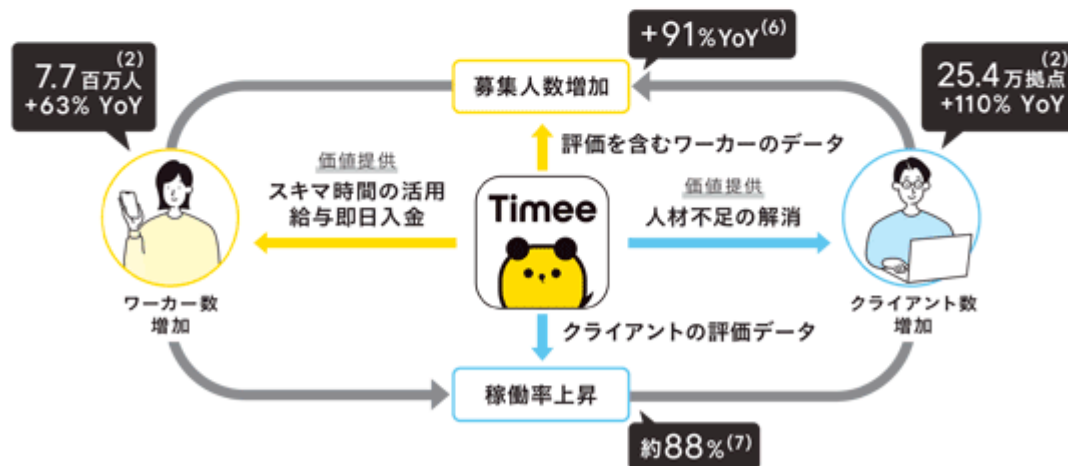 +91%YoY(6)
7.7百万人(2)
+63% YoY
25.4万拠点(2)
+110% YoY
募集人数増加
評価を含むワーカーのデータ
価値提供
スキマ時間の活用
給与即日入金
Timee
価値提供
人材不足の解消
ワーカー数
増加
クライアント数
増加
クライアントの評価データ
稼働率上昇
約88%(7)